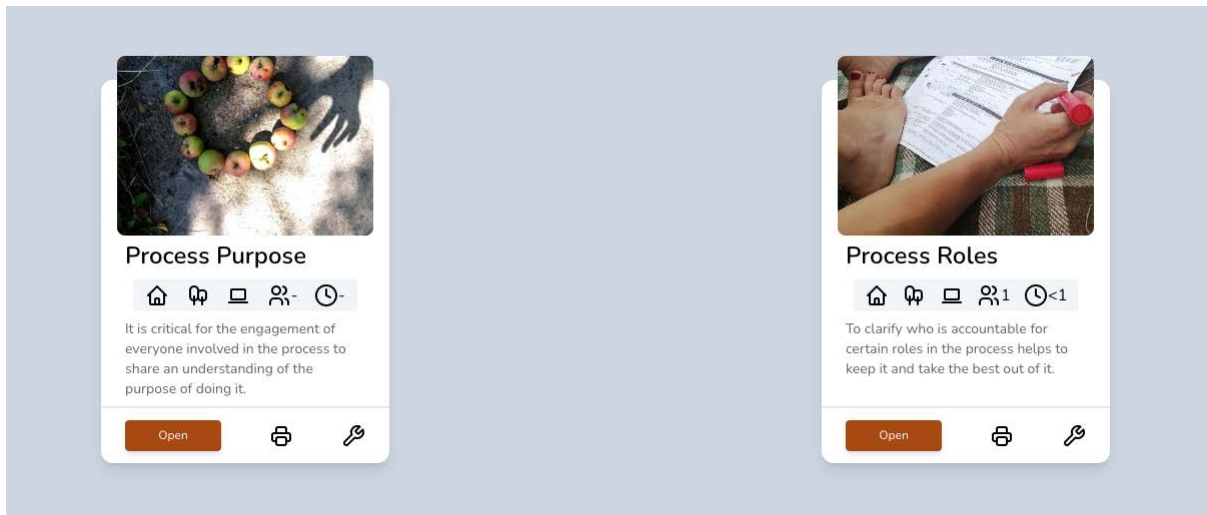 Process Purpose
- -
It is critical for the engagement of
everyone involved in the process to
share an understanding of the
purpose of doing it.
Open
Process Roles
1 <1
To clarify who is accountable for
certain roles in the process helps to
keep it and take the best out of it.
Open